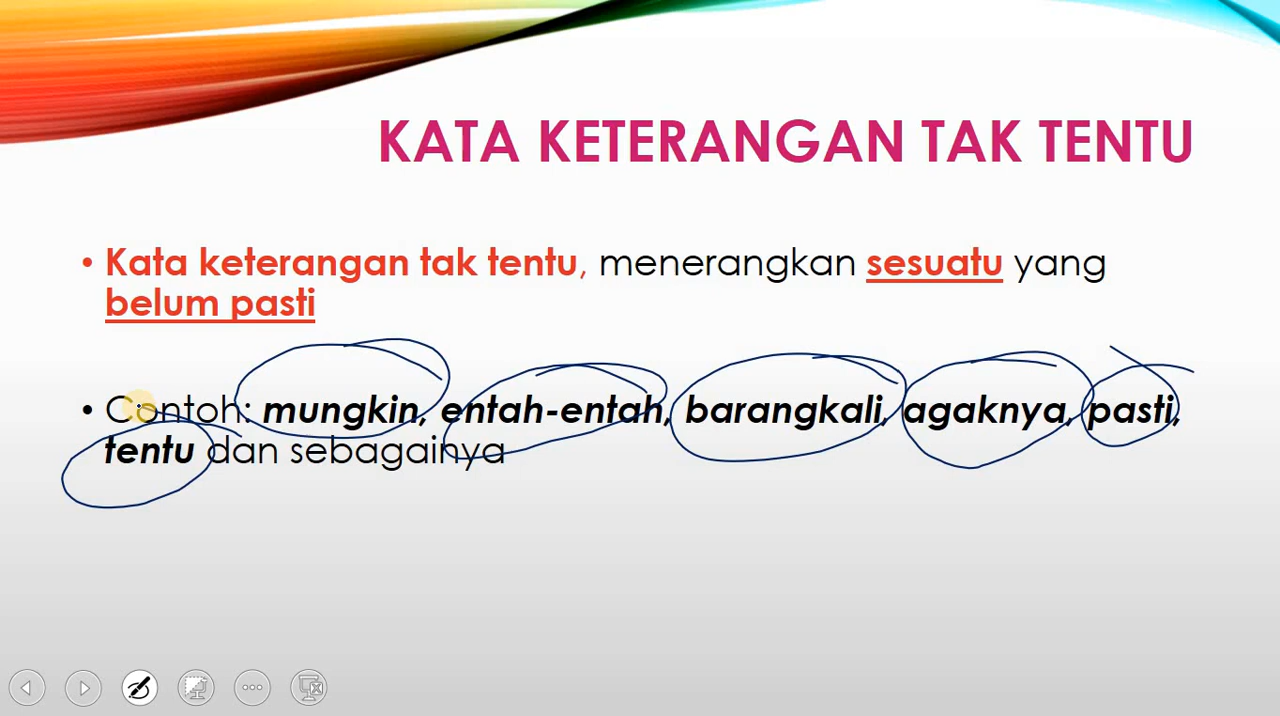 KATA KETERANGAN TAK TENTU
• Kata keterangan tak tentu, menerangkan sesuatu yang
belum pasti
• Contoh: mungkin, entah-entah, barangkali, agaknya, pasti,
tentu dan sebagainya